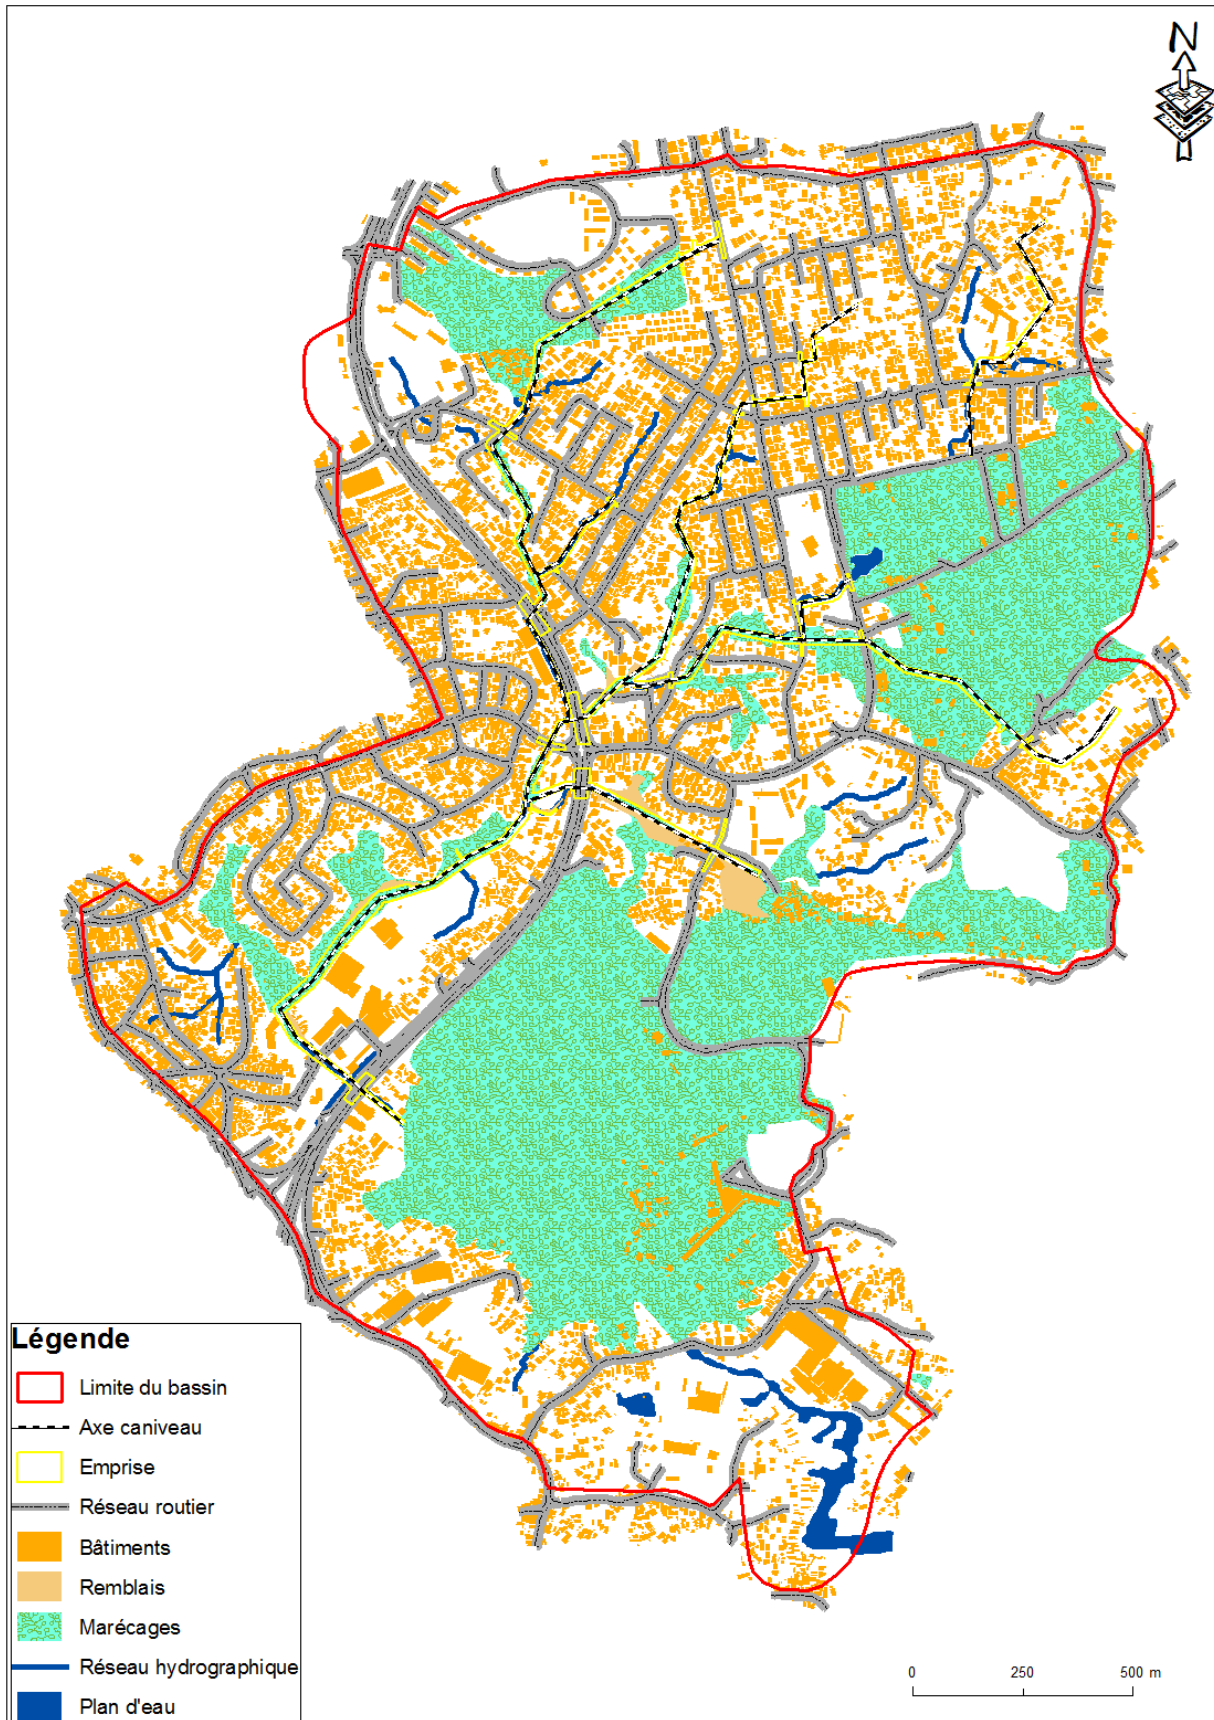 N
Légende
Limite du bassin
Axe caniveau
Emprise
Réseau routier
Bâtiments
Remblais
Marécages
Réseau hydrographique
Plan d'eau
0 250 500 m